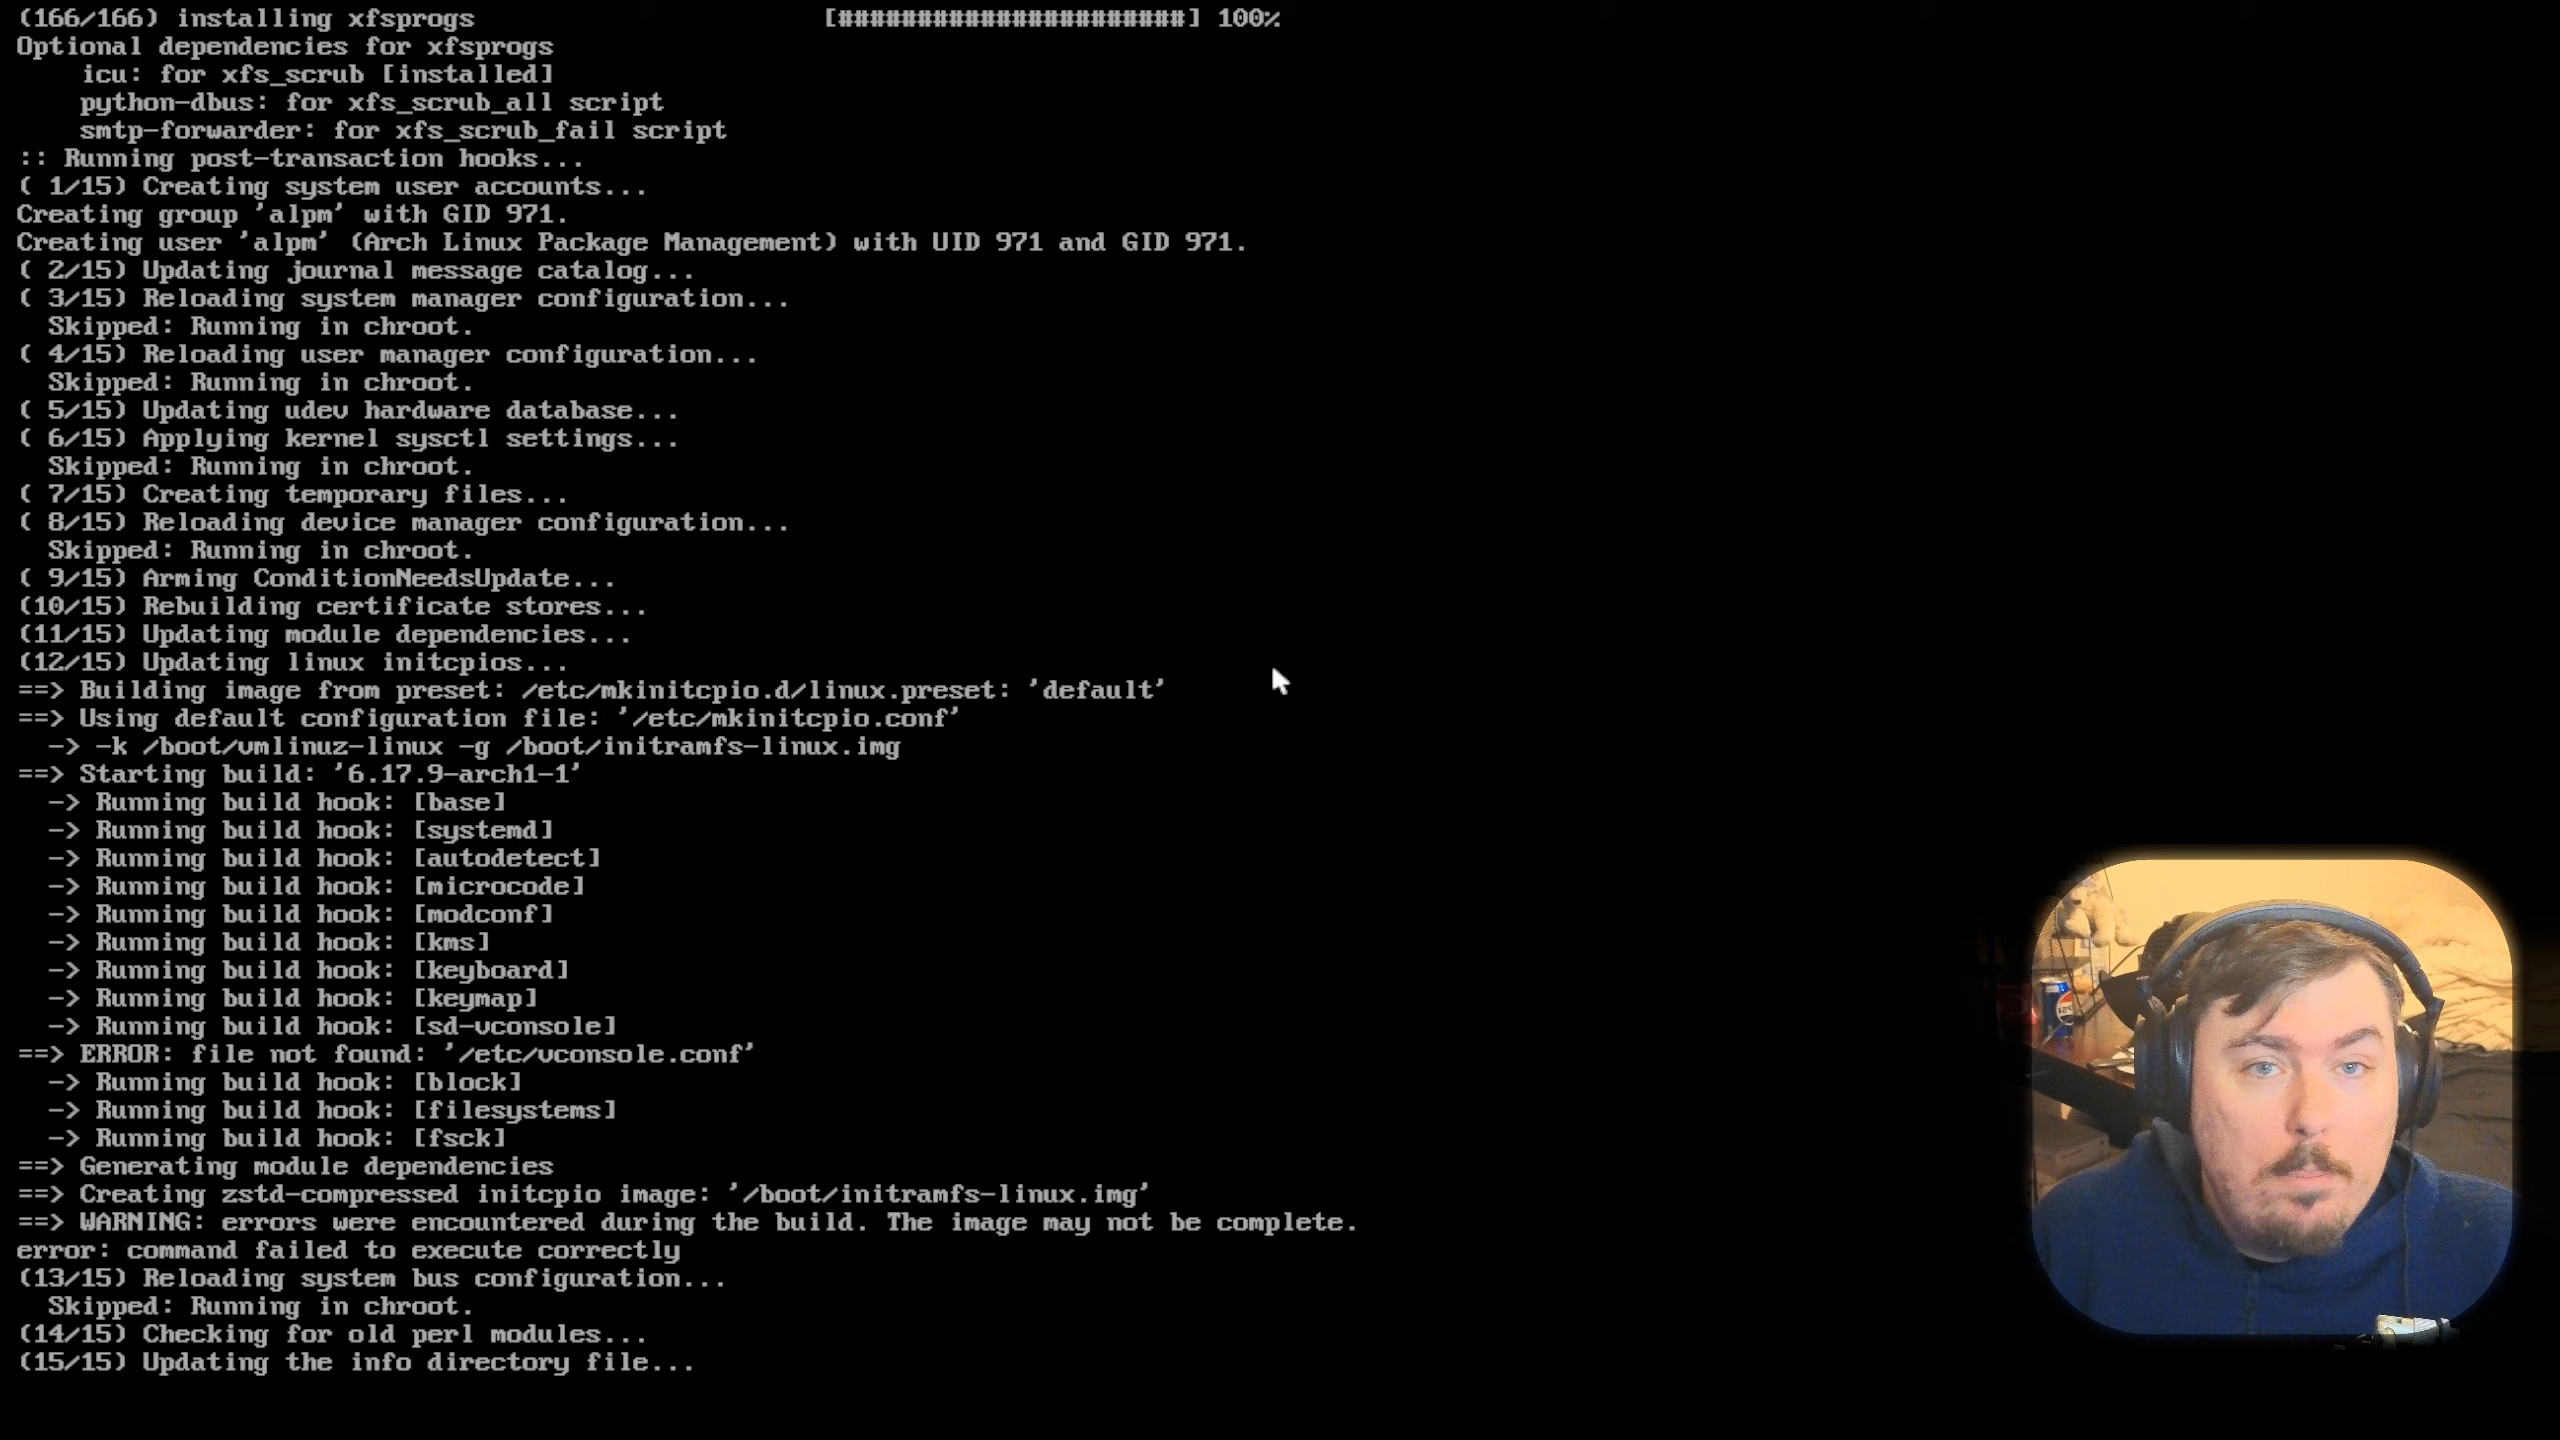 (166/166) installing xfsprogs [#######################] 100%
Optional dependencies for xfsprogs
    icu: for xfs_scrub [installed]
    python-dbus: for xfs_scrub_all script
    smtp-forwarder: for xfs_scrub_fail script
:: Running post-transaction hooks...
( 1/15) Creating system user accounts...
Creating group 'alpm' with GID 971.
Creating user 'alpm' (Arch Linux Package Management) with UID 971 and GID 971.
( 2/15) Updating journal message catalog...
( 3/15) Reloading system manager configuration...
  Skipped: Running in chroot.
( 4/15) Reloading user manager configuration...
  Skipped: Running in chroot.
( 5/15) Updating udev hardware database...
( 6/15) Applying kernel sysctl settings...
  Skipped: Running in chroot.
( 7/15) Creating temporary files...
( 8/15) Reloading device manager configuration...
  Skipped: Running in chroot.
( 9/15) Arming ConditionNeedsUpdate...
(10/15) Rebuilding certificate stores...
(11/15) Updating module dependencies...
(12/15) Updating linux initcpios...
==> Building image from preset: /etc/mkinitcpio.d/linux.preset: 'default'
==> Using default configuration file: '/etc/mkinitcpio.conf'
  -> -k /boot/vmlinuz-linux -g /boot/initramfs-linux.img
==> Starting build: '6.17.9-arch1-1'
  -> Running build hook: [base]
  -> Running build hook: [systemd]
  -> Running build hook: [autodetect]
  -> Running build hook: [microcode]
  -> Running build hook: [modconf]
  -> Running build hook: [kms]
  -> Running build hook: [keyboard]
  -> Running build hook: [keymap]
  -> Running build hook: [sd-vconsole]
==> ERROR: file not found: '/etc/vconsole.conf'
  -> Running build hook: [block]
  -> Running build hook: [filesystems]
  -> Running build hook: [fsck]
==> Generating module dependencies
==> Creating zstd-compressed initcpio image: '/boot/initramfs-linux.img'
==> WARNING: errors were encountered during the build. The image may not be complete.
error: command failed to execute correctly
(13/15) Reloading system bus configuration...
  Skipped: Running in chroot.
(14/15) Checking for old perl modules...
(15/15) Updating the info directory file...